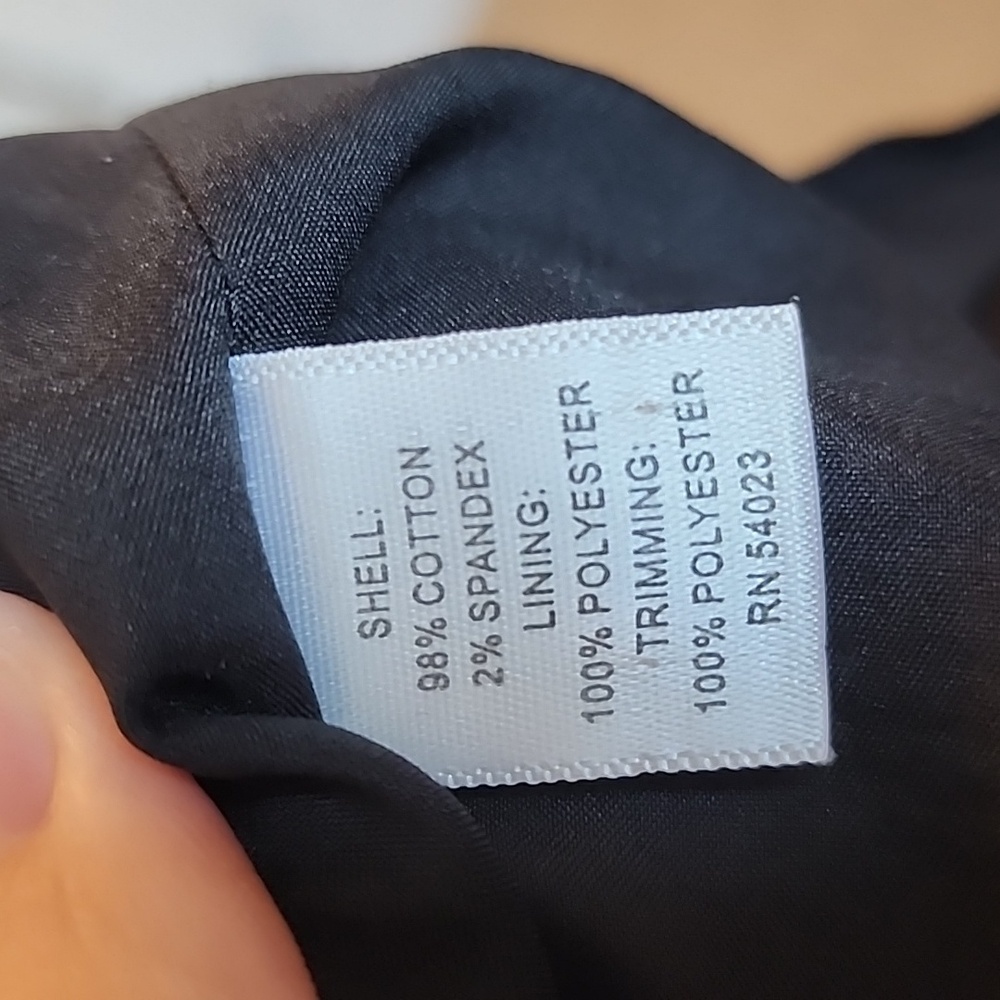 SHELL:
98% COTTON
2% SPANDEX
LINING:
100% POLYESTER
TRIMMING:
100% POLYESTER
RN 54023